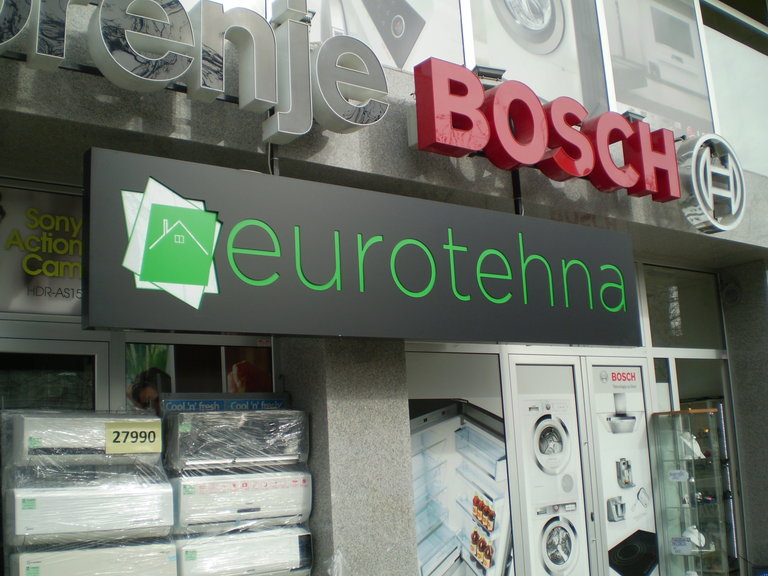 orenje
BOSCH
eurotehna
Sony
Action
Cam
HDR-AS15
BOSCH
Cool 'n' fresh Cool 'n' fresh
27990